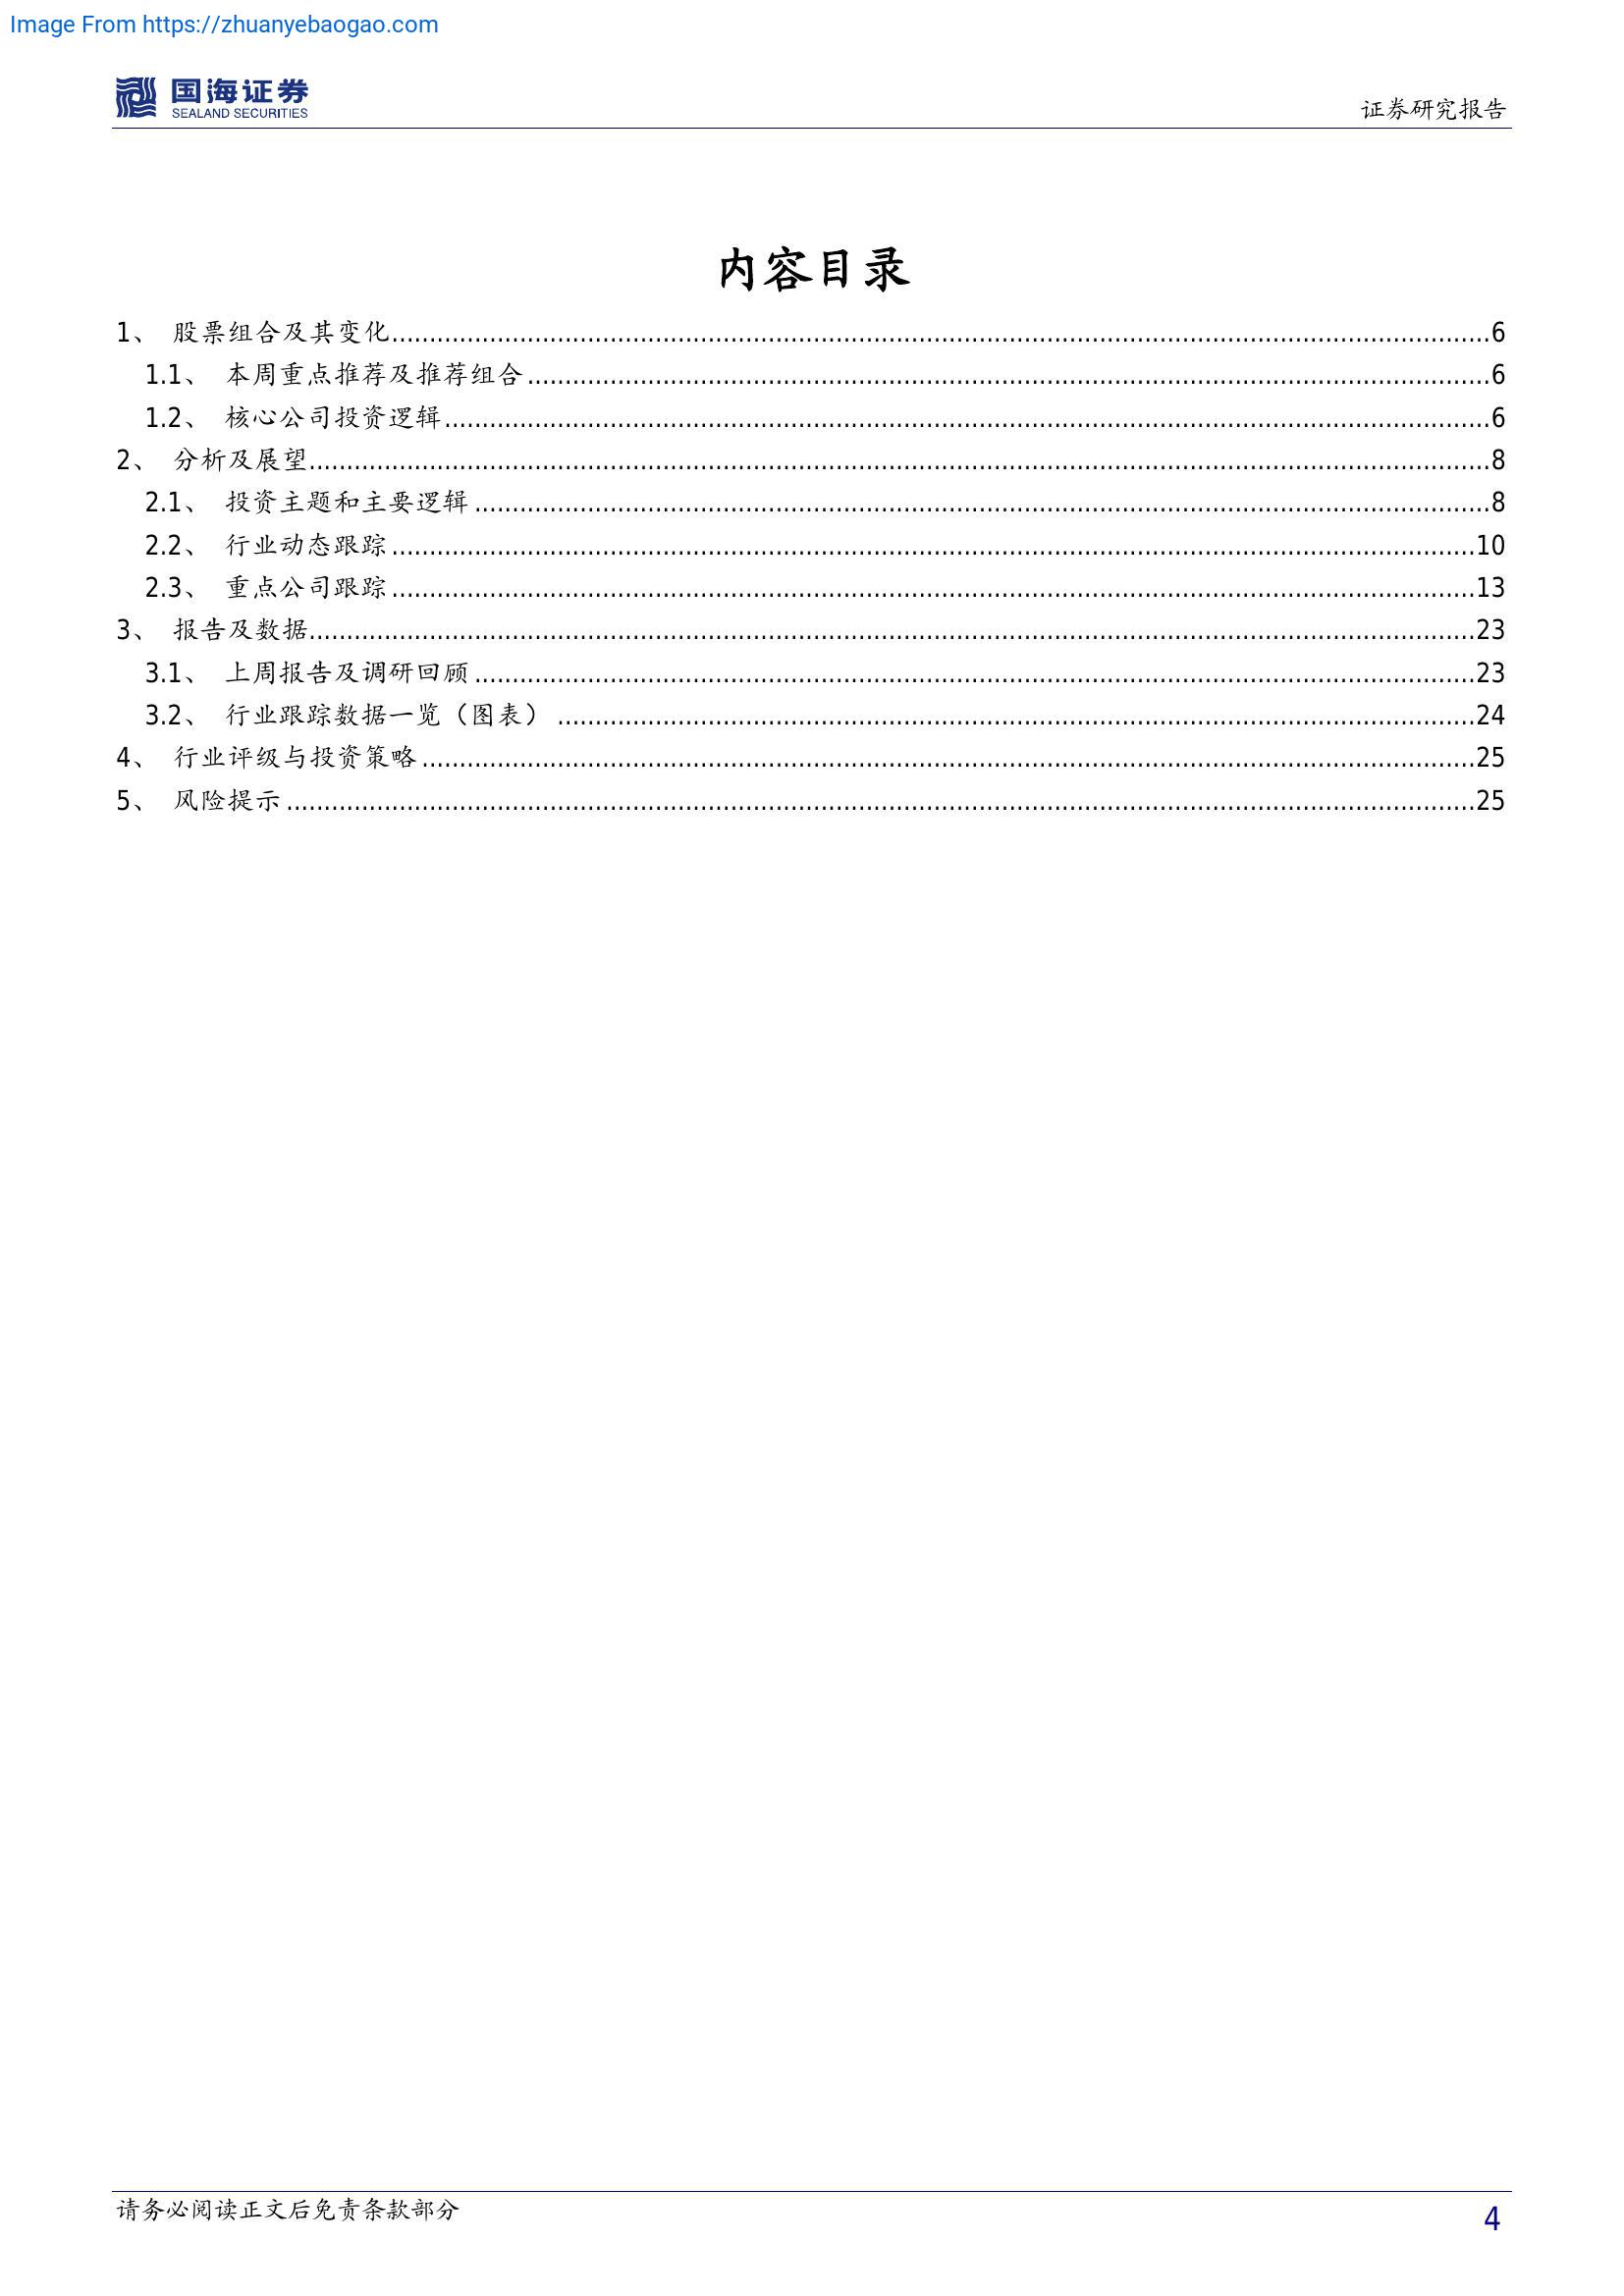 Image From https://zhuanyebaogao.com
国海证券
SEALAND SECURITIES
证券研究报告
内容目录
1、 股票组合及其变化........6
1.1、 本周重点推荐及推荐组合........6
1.2、 核心公司投资逻辑........6
2、 分析及展望........8
2.1、 投资主题和主要逻辑........8
2.2、 行业动态跟踪........10
2.3、 重点公司跟踪........13
3、 报告及数据........23
3.1、 上周报告及调研回顾........23
3.2、 行业跟踪数据一览（图表）........24
4、 行业评级与投资策略........25
5、 风险提示........25
请务必阅读正文后免责条款部分
4